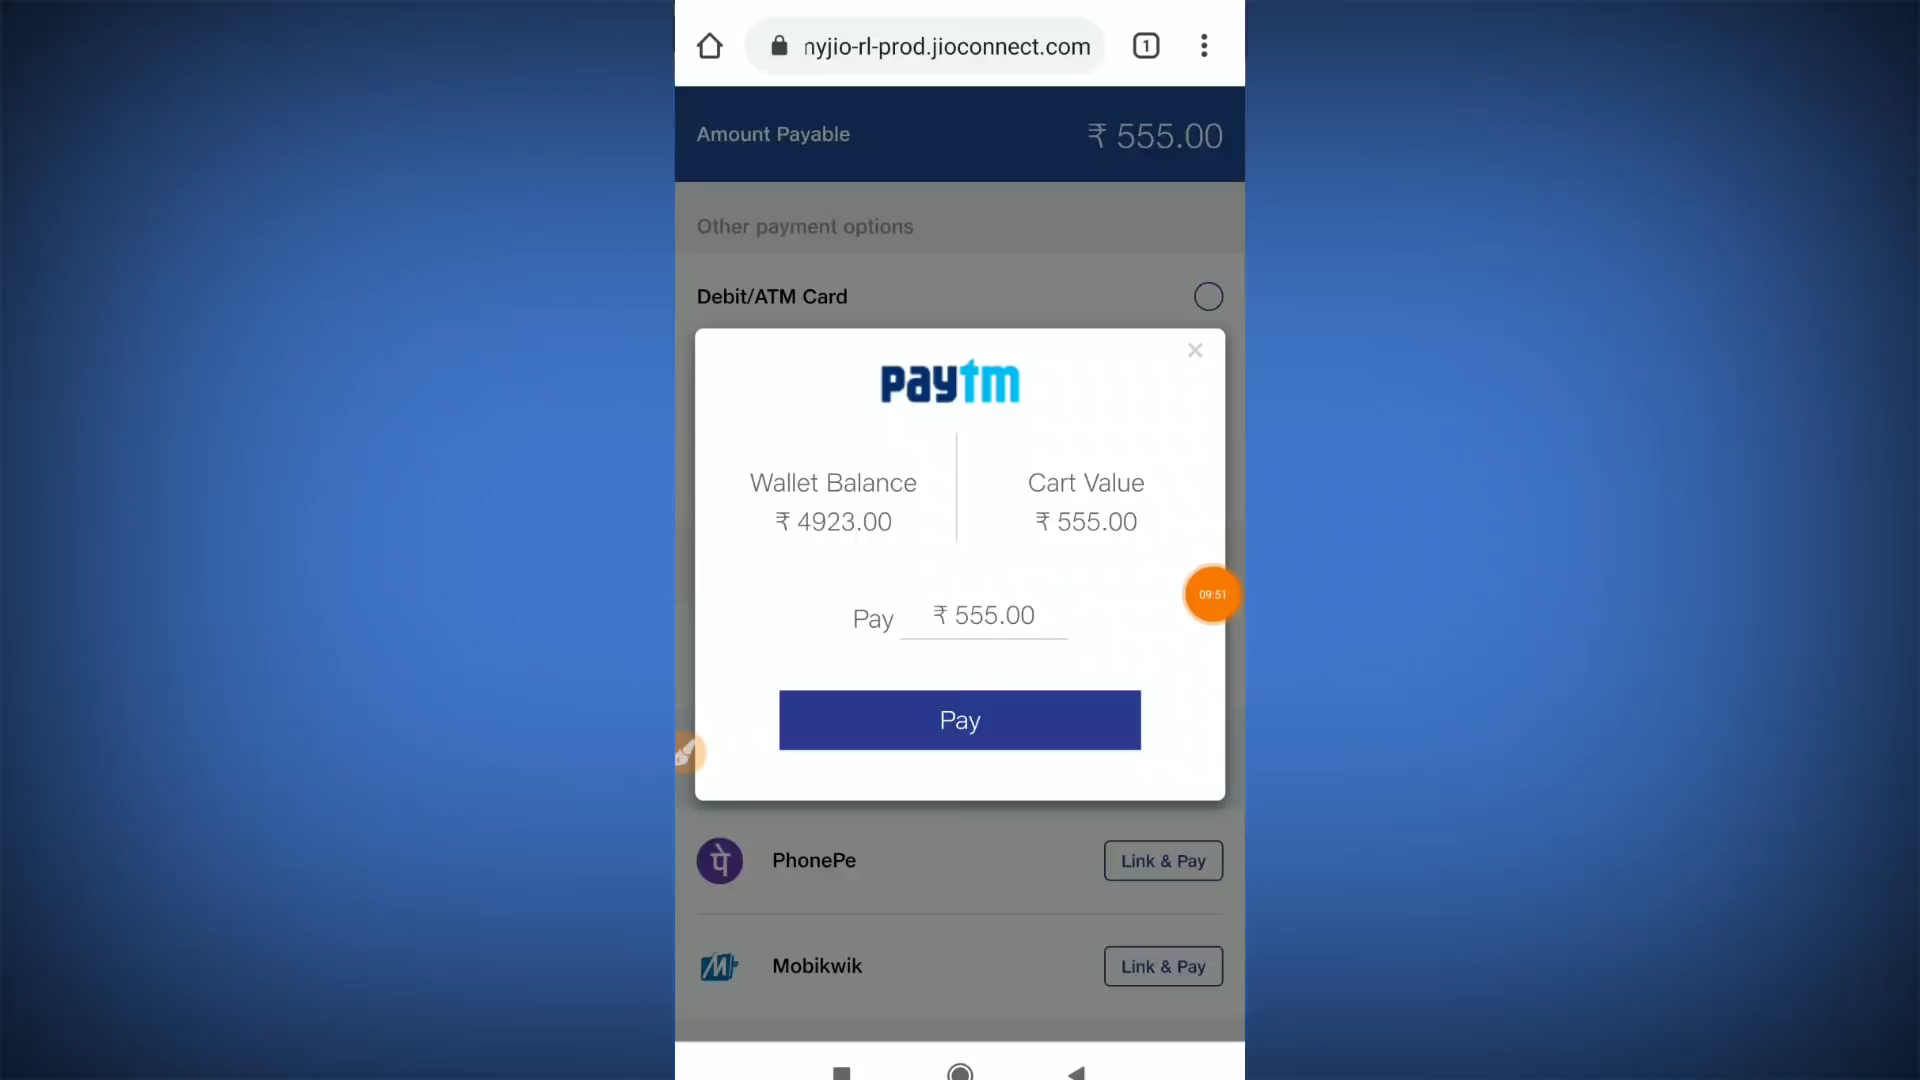 nyjio-rl-prod.jioconnect.com
1
Amount Payable
₹ 555.00
Other payment options
Debit/ATM Card
paytm
Wallet Balance
₹ 4923.00
Cart Value
₹ 555.00
09:51
Pay ₹ 555.00
Pay
पे PhonePe
Link & Pay
Mobikwik
Link & Pay